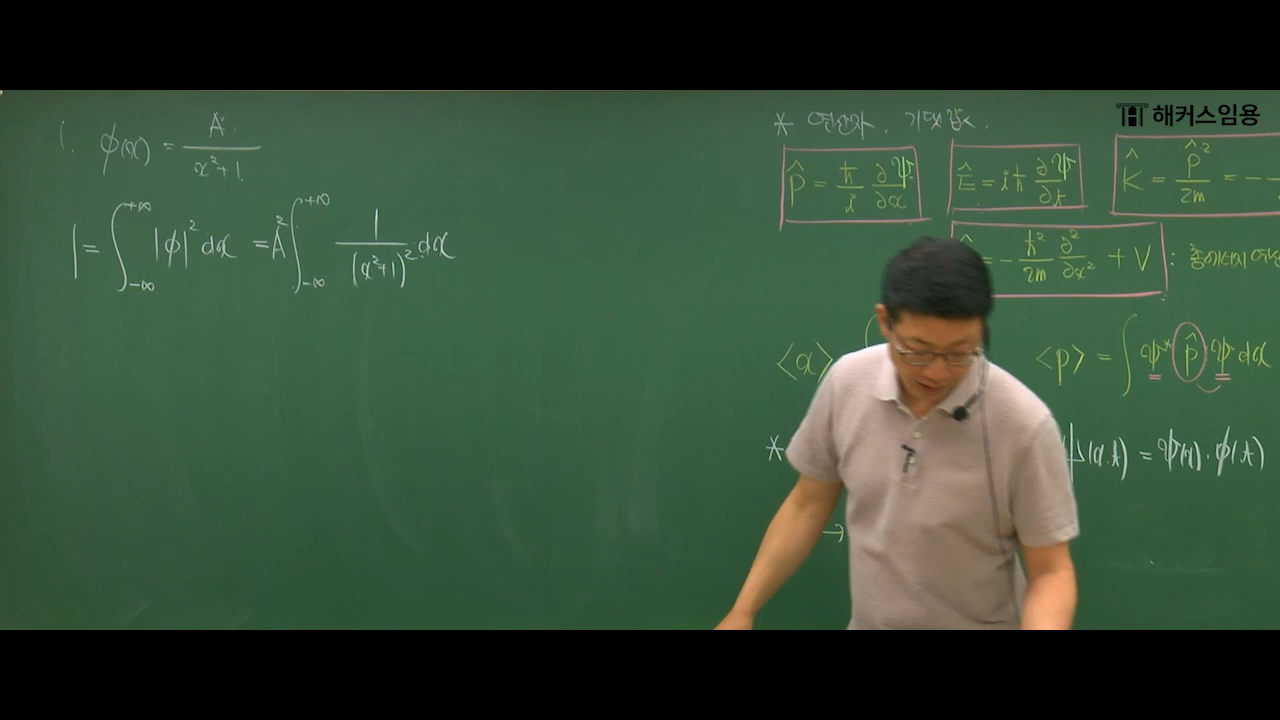 해커스임용
1. ϕ(x) = A / (x²+1)
1 = ∫_{-∞}^{+∞} |ϕ|² dx = A² ∫_{-∞}^{+∞} 1 / (x²+1)² dx
* 연산자, 기댓값.
P̂ = ħ/i ∂Ψ/∂x
Ê = iħ ∂Ψ/∂t
K̂ = P̂²/2m = -
= - ħ²/2m ∂²/∂x² + V :
<x>
<p> = ∫ Ψ* p̂ Ψ dx
*
ψ(x.t) = Ψ(x) · ϕ(t)
→